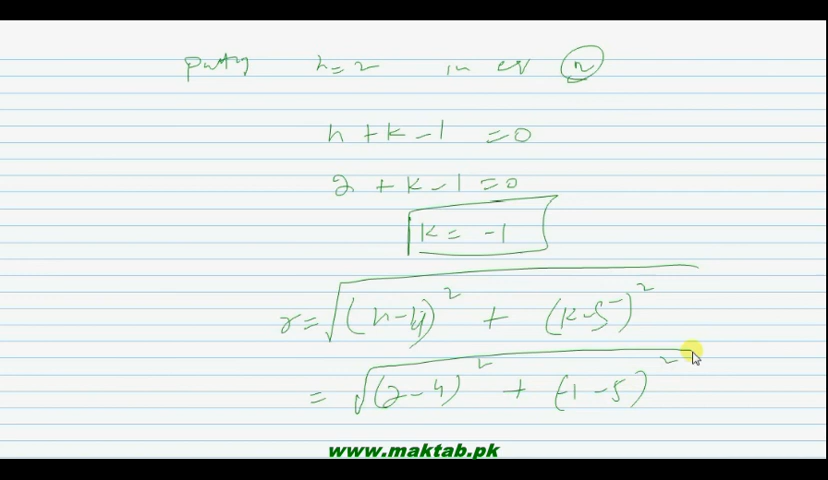 Puttg h = 2 in eq (2)
h + k - 1 = 0
2 + k - 1 = 0
k = -1
r = √(h-4)² + (k-5)²
= √(2-4)² + (-1-5)²
www.maktab.pk